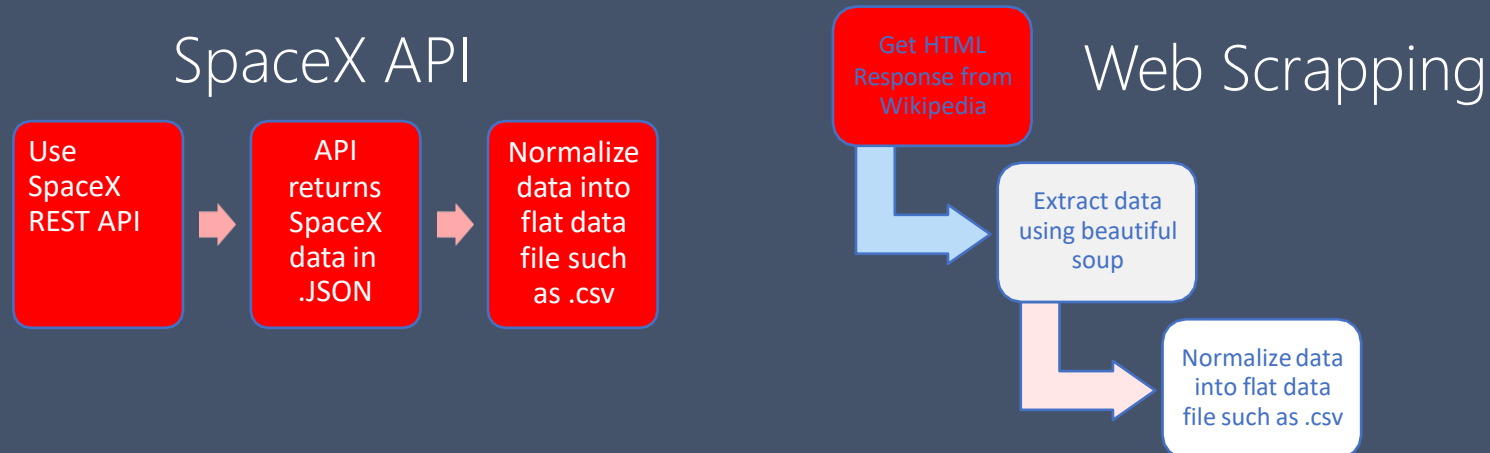 SpaceX API
Use
SpaceX
REST API
API
returns
SpaceX
data in
.JSON
Normalize
data into
flat data
file such
as .csv
Web Scrapping
Get HTML
Response from
Wikipedia
Extract data
using beautiful
soup
Normalize data
into flat data
file such as .csv